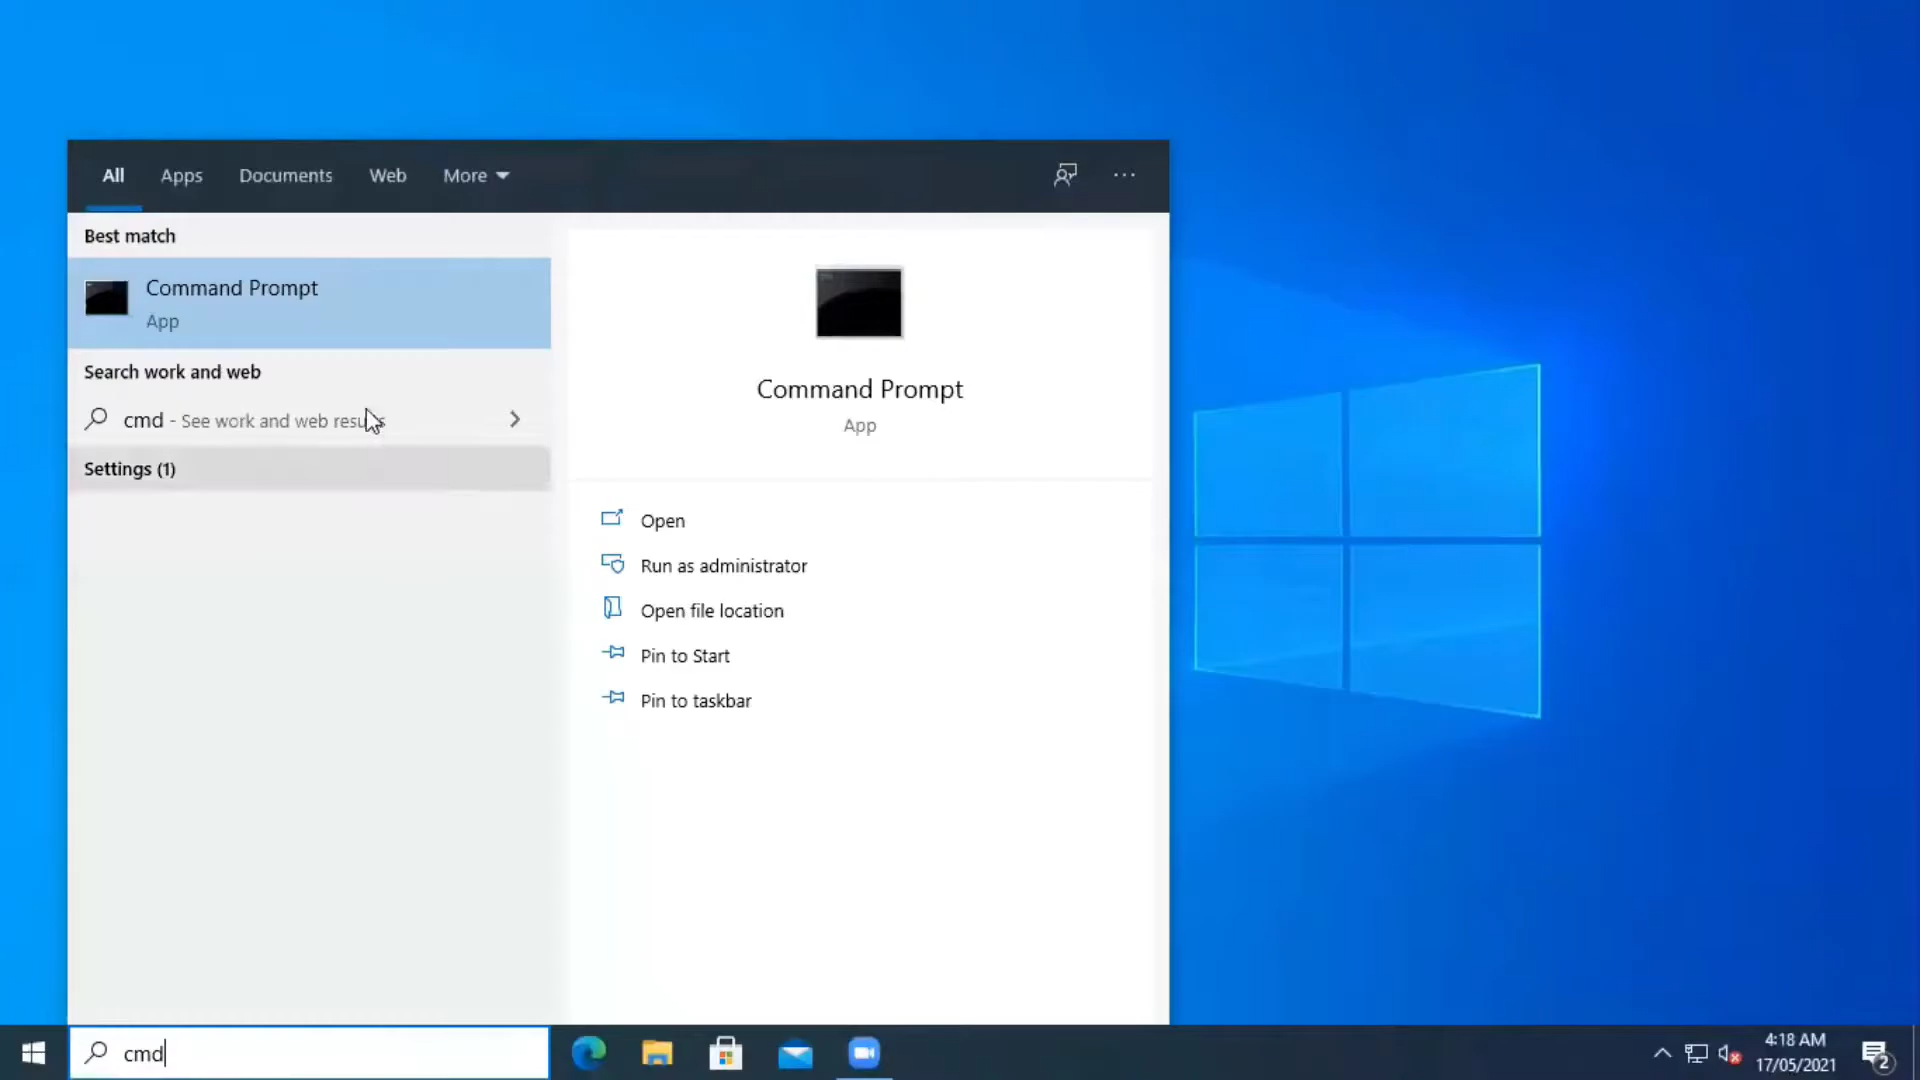 All Apps Documents Web More
Best match
Command Prompt
App
Search work and web
cmd - See work and web results
Settings (1)
Command Prompt
App
Open
Run as administrator
Open file location
Pin to Start
Pin to taskbar
cmd
4:18 AM
17/05/2021
2